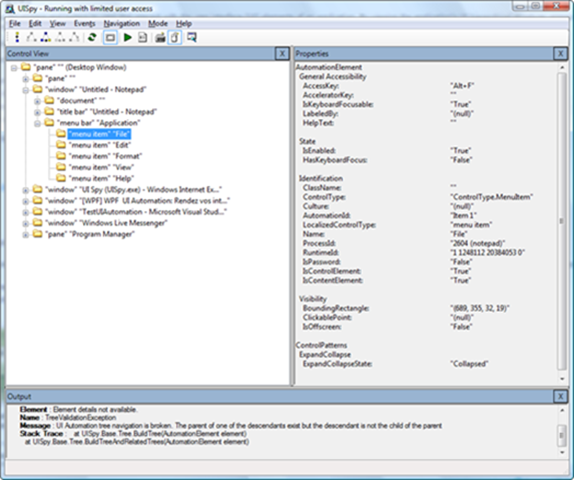 UISpy - Running with limited user access
File Edit View Events Navigation Mode Help
Control View
X
"pane" "" (Desktop Window)
"pane" ""
"window" "Untitled - Notepad"
"document" ""
"title bar" "Untitled - Notepad"
"menu bar" "Application"
"menu item" "File"
"menu item" "Edit"
"menu item" "Format"
"menu item" "View"
"menu item" "Help"
"window" "UI Spy (UISpy.exe) - Windows Internet Ex..."
"window" "[WPF] WPF UI Automation: Rendez vos int...
"window" "TestUIAutomation - Microsoft Visual Stud...
"window" "Windows Live Messenger"
"pane" "Program Manager"
Properties
X
AutomationElement
General Accessibility
AccessKey: "Alt+F"
AcceleratorKey: ""
IsKeyboardFocusable: "True"
LabeledBy: "(null)"
HelpText: ""
State
IsEnabled: "True"
HasKeyboardFocus: "False"
Identification
ClassName: ""
ControlType: "ControlType.MenuItem"
Culture: "(null)"
AutomationId: "Item 1"
LocalizedControlType: "menu item"
Name: "File"
ProcessId: "2604 (notepad)"
RuntimeId: "1 1248112 20384053 0"
IsPassword: "False"
IsControlElement: "True"
IsContentElement: "True"
Visibility
BoundingRectangle: "(689, 355, 32, 19)"
ClickablePoint: "(null)"
IsOffscreen: "False"
ControlPatterns
ExpandCollapse
ExpandCollapseState: "Collapsed"
Output
X
Element : Element details not available.
Name : TreeValidationException
Message : UI Automation tree navigation is broken. The parent of one of the descendants exist but the descendant is not the child of the parent
Stack Trace : at UISpy.Base.Tree.BuildTree(AutomationElement element)
at UISpy.Base.Tree.BuildTreeAndRelatedTrees(AutomationElement element)